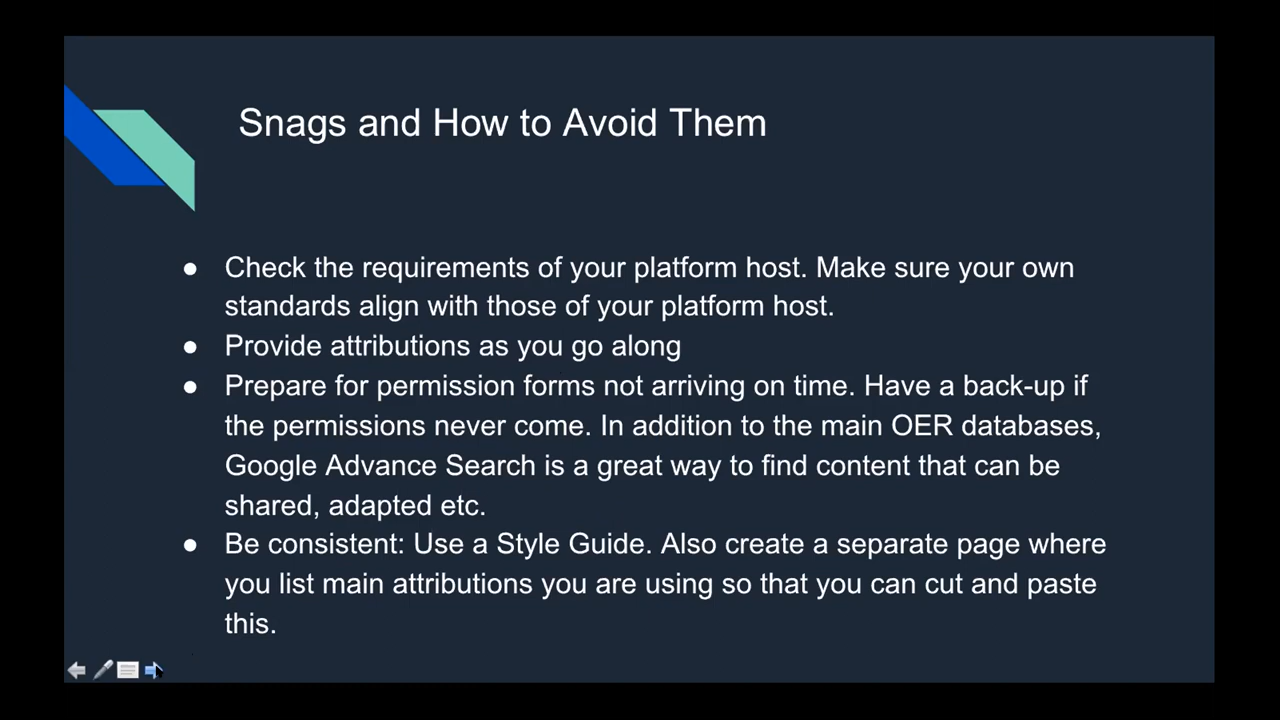 Snags and How to Avoid Them
● Check the requirements of your platform host. Make sure your own
standards align with those of your platform host.
● Provide attributions as you go along
● Prepare for permission forms not arriving on time. Have a back-up if
the permissions never come. In addition to the main OER databases,
Google Advance Search is a great way to find content that can be
shared, adapted etc.
● Be consistent: Use a Style Guide. Also create a separate page where
you list main attributions you are using so that you can cut and paste
this.